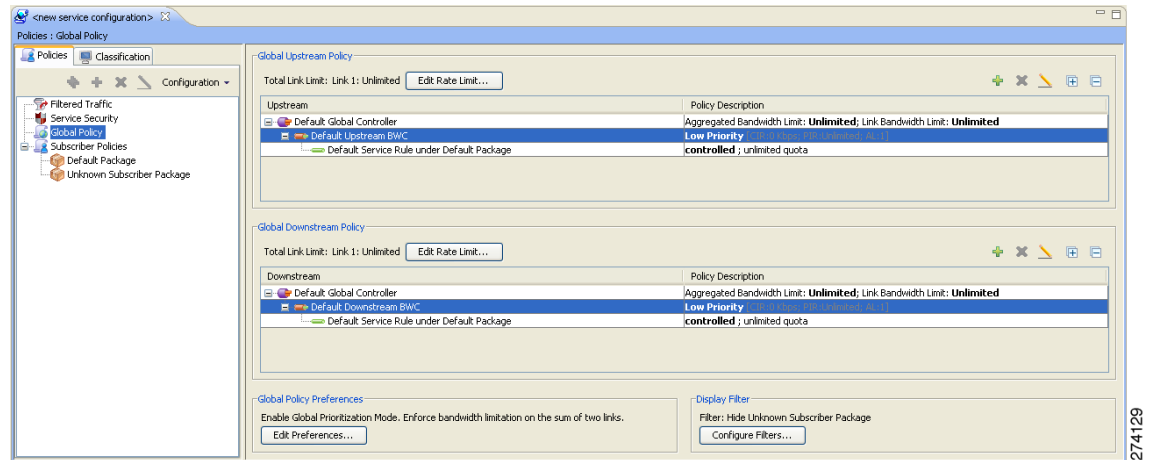 <new service configuration>
Policies : Global Policy
Policies
Classification
Configuration
Filtered Traffic
Service Security
Global Policy
Subscriber Policies
Default Package
Unknown Subscriber Package
Global Upstream Policy
Total Link Limit: Link 1: Unlimited
Edit Rate Limit...
Upstream
Policy Description
Default Global Controller
Aggregated Bandwidth Limit: Unlimited; Link Bandwidth Limit: Unlimited
Default Upstream BWC
Low Priority [CIR:0 Kbps; PIR:Unlimited; AL:1]
Default Service Rule under Default Package
controlled ; unlimited quota
Global Downstream Policy
Total Link Limit: Link 1: Unlimited
Edit Rate Limit...
Downstream
Policy Description
Default Global Controller
Aggregated Bandwidth Limit: Unlimited; Link Bandwidth Limit: Unlimited
Default Downstream BWC
Low Priority [CIR:0 Kbps; PIR:Unlimited; AL:1]
Default Service Rule under Default Package
controlled ; unlimited quota
Global Policy Preferences
Enable Global Prioritization Mode. Enforce bandwidth limitation on the sum of two links.
Edit Preferences...
Display Filter
Filter: Hide Unknown Subscriber Package
Configure Filters...
274129